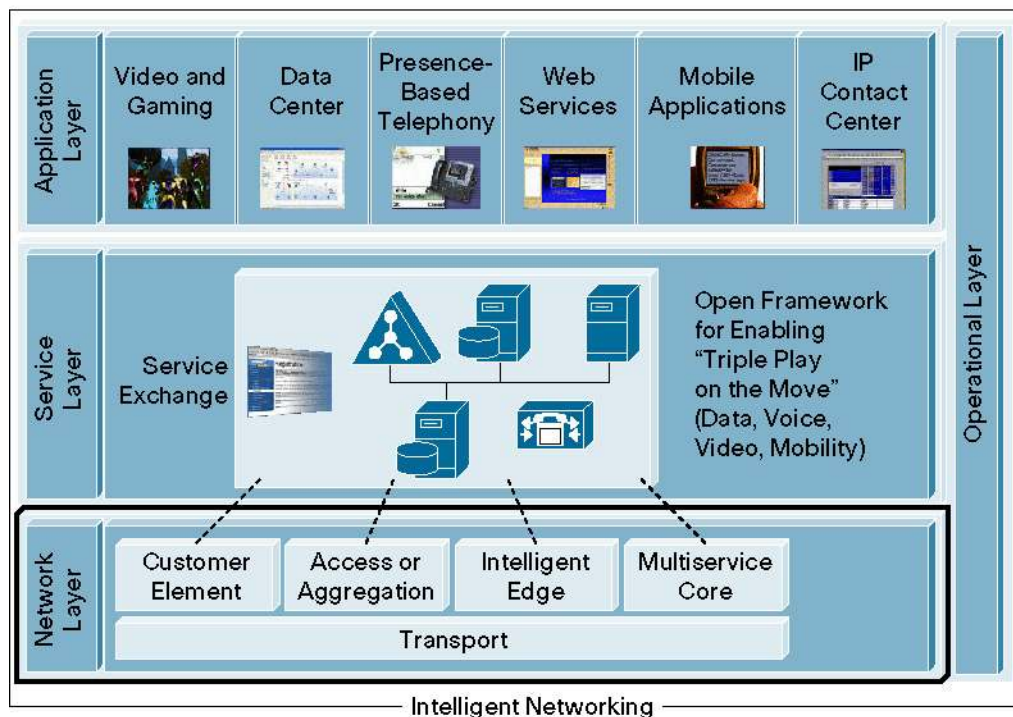 Application
Layer
Video and
Gaming
Data
Center
Presence-
Based
Telephony
Web
Services
Mobile
Applications
IP
Contact
Center
Operational Layer
Service
Layer
Service
Exchange
Open Framework
for Enabling
“Triple Play
on the Move”
(Data, Voice,
Video, Mobility)
Network
Layer
Customer
Element
Access or
Aggregation
Intelligent
Edge
Multiservice
Core
Transport
Intelligent Networking